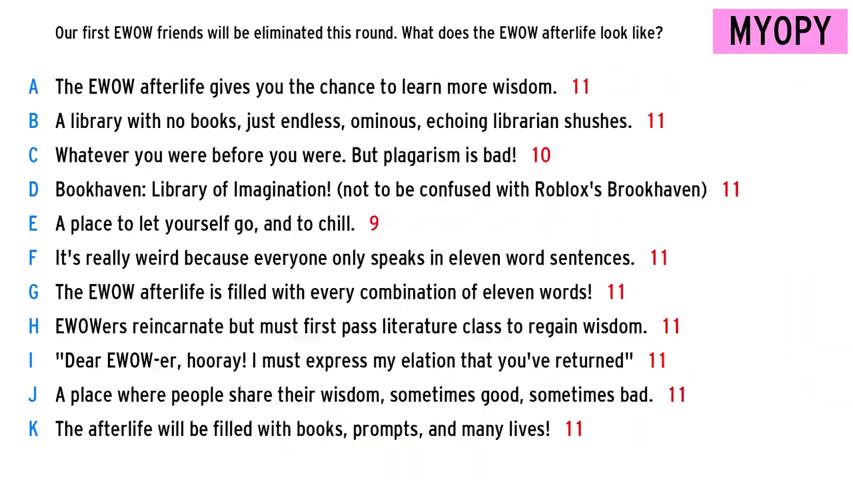 Our first EWOW friends will be eliminated this round. What does the EWOW afterlife look like?
MYOPY
A The EWOW afterlife gives you the chance to learn more wisdom. 11
B A library with no books, just endless, ominous, echoing librarian shushes. 11
C Whatever you were before you were. But plagarism is bad! 10
D Bookhaven: Library of Imagination! (not to be confused with Roblox's Brookhaven) 11
E A place to let yourself go, and to chill. 9
F It's really weird because everyone only speaks in eleven word sentences. 11
G The EWOW afterlife is filled with every combination of eleven words! 11
H EWOWers reincarnate but must first pass literature class to regain wisdom. 11
I "Dear EWOW-er, hooray! I must express my elation that you've returned" 11
J A place where people share their wisdom, sometimes good, sometimes bad. 11
K The afterlife will be filled with books, prompts, and many lives! 11